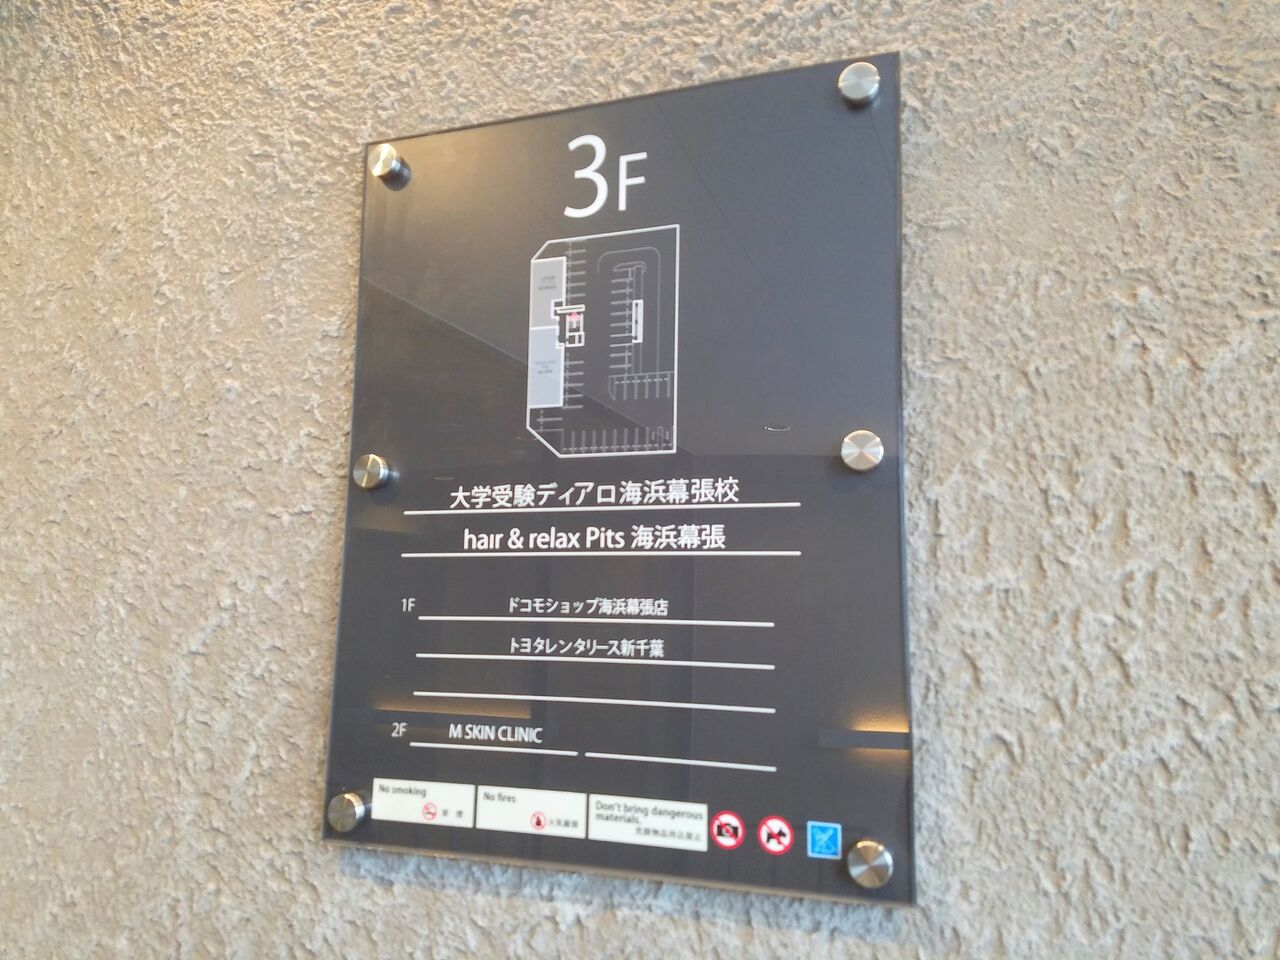 3F
大学受験ディアロ海浜幕張校
hair & relax Pits 海浜幕張
1F ドコモショップ海浜幕張店
トヨタレンタリース新千葉
2F M SKIN CLINIC
No smoking
禁 煙
No fires
火気厳禁
Don't bring dangerous
materials.
危険物品持込禁止